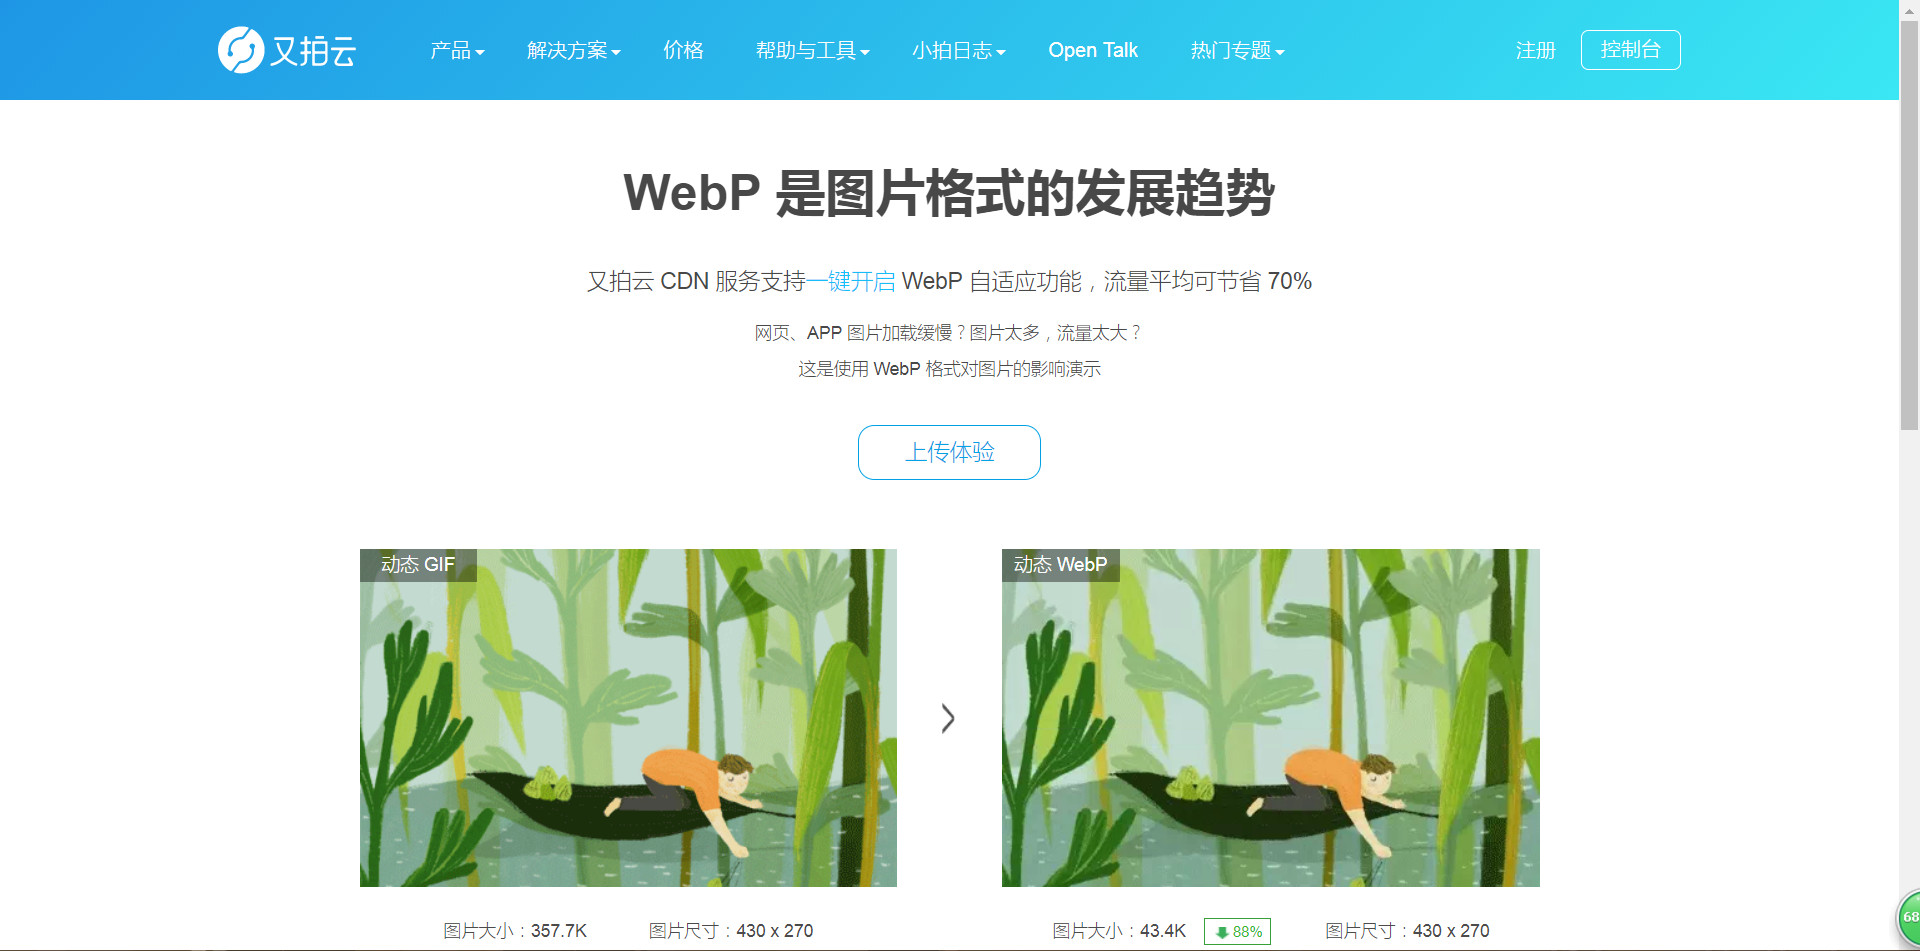 又拍云 产品 解决方案 价格 帮助与工具 小拍日志 Open Talk 热门专题 注册 控制台
WebP 是图片格式的发展趋势
又拍云 CDN 服务支持一键开启 WebP 自适应功能，流量平均可节省 70%
网页、APP 图片加载缓慢？图片太多，流量太大？
这是使用 WebP 格式对图片的影响演示
上传体验
动态 GIF
动态 WebP
图片大小：357.7K 图片尺寸：430 x 270
图片大小：43.4K 88% 图片尺寸：430 x 270
68